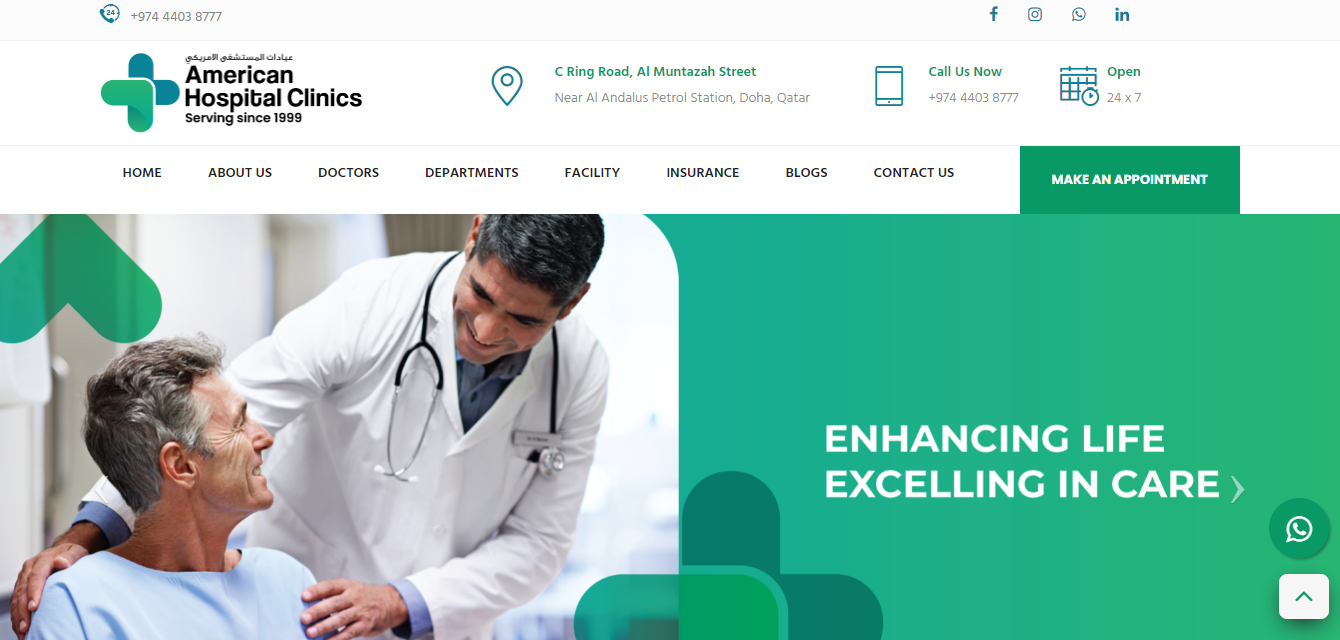 24
+974 4403 8777
عيادات المستشفى الامريكي
American
Hospital Clinics
Serving since 1999
C Ring Road, Al Muntazah Street
Near Al Andalus Petrol Station, Doha, Qatar
Call Us Now
+974 4403 8777
Open
24 x 7
HOME ABOUT US DOCTORS DEPARTMENTS FACILITY INSURANCE BLOGS CONTACT US
MAKE AN APPOINTMENT
ENHANCING LIFE
EXCELLING IN CARE